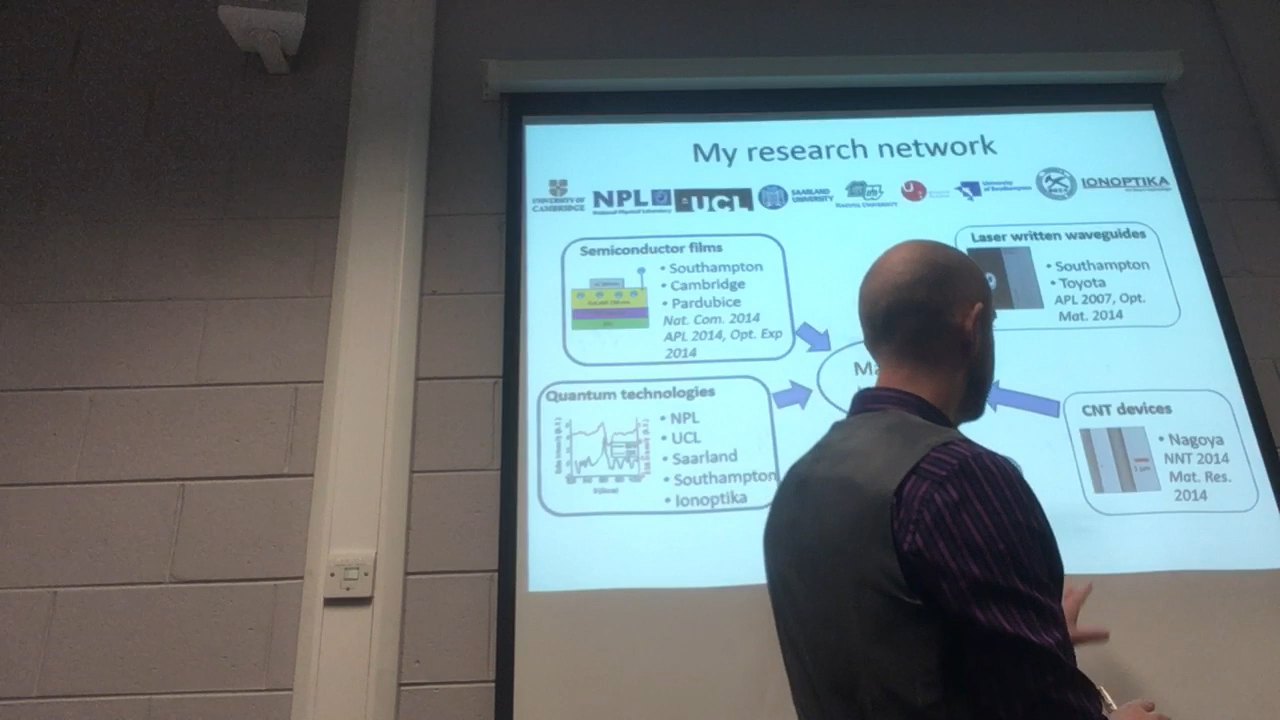 My research network
UNIVERSITY OF
CAMBRIDGE
NPL
National Physical Laboratory
UCL
SAARLAND
UNIVERSITY
NAGOYA UNIVERSITY
University
of Southampton
IONOPTIKA
Semiconductor films
• Southampton
• Cambridge
• Pardubice
Nat. Com. 2014
APL 2014, Opt. Exp
2014
Laser written waveguides
• Southampton
• Toyota
APL 2007, Opt.
Mat. 2014
Ma
Quantum technologies
• NPL
• UCL
• Saarland
• Southampton
• Ionoptika
CNT devices
• Nagoya
NNT 2014
Mat. Res.
2014